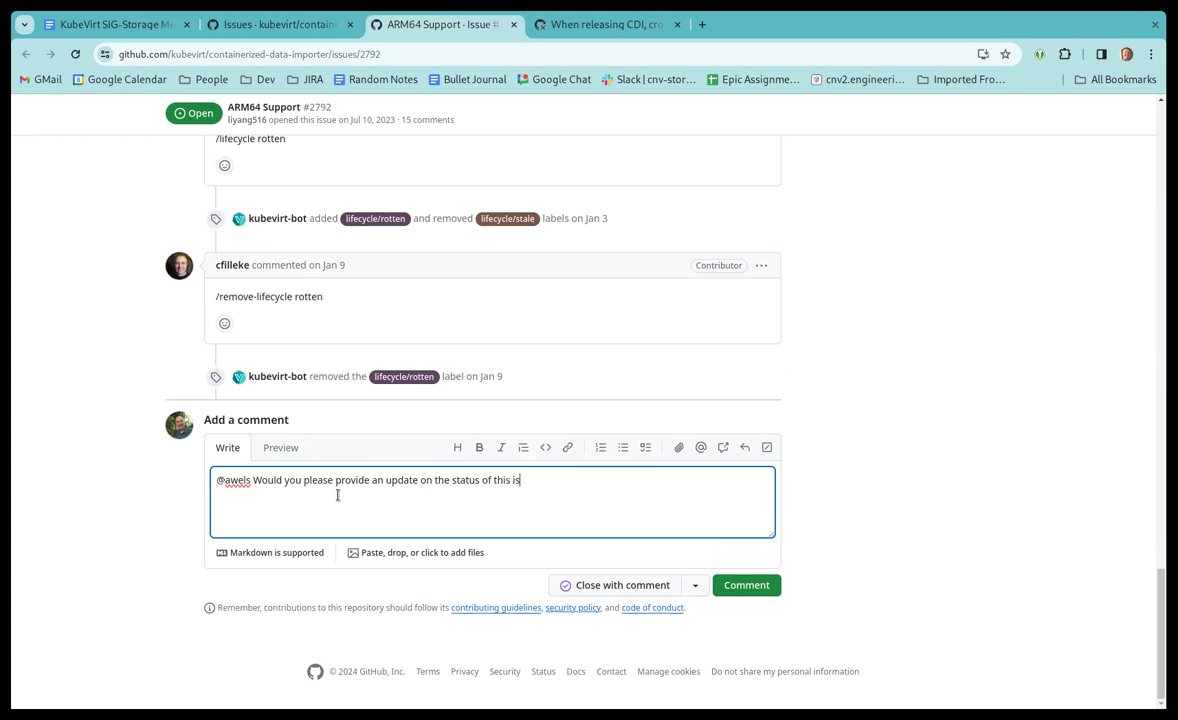 KubeVirt SIG-Storage Me
Issues · kubevirt/contain
ARM64 Support · Issue #
When releasing CDI, cro
github.com/kubevirt/containerized-data-importer/issues/2792
GMail
Google Calendar
People
Dev
JIRA
Random Notes
Bullet Journal
Google Chat
Slack | cnv-stor...
Epic Assignme...
cnv2.engineeri...
Imported Fro...
All Bookmarks
Open
ARM64 Support #2792
liyang516 opened this issue on Jul 10, 2023 · 15 comments
/lifecycle rotten
kubevirt-bot added lifecycle/rotten and removed lifecycle/stale labels on Jan 3
cfilleke commented on Jan 9
Contributor
/remove-lifecycle rotten
kubevirt-bot removed the lifecycle/rotten label on Jan 9
Add a comment
Write
Preview
@awels Would you please provide an update on the status of this is
Markdown is supported
Paste, drop, or click to add files
Close with comment
Comment
Remember, contributions to this repository should follow its contributing guidelines, security policy, and code of conduct.
© 2024 GitHub, Inc.
Terms
Privacy
Security
Status
Docs
Contact
Manage cookies
Do not share my personal information